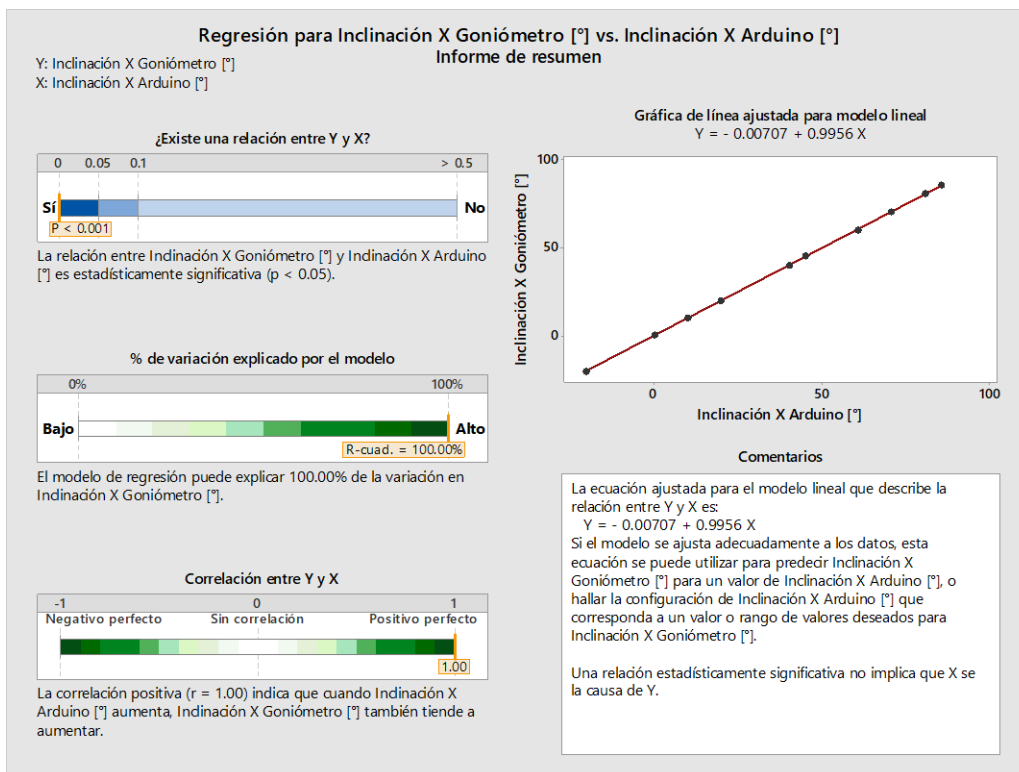 Regresión para Inclinación X Goniómetro [°] vs. Inclinación X Arduino [°]
Informe de resumen
Y: Inclinación X Goniómetro [°]
X: Inclinación X Arduino [°]
¿Existe una relación entre Y y X?
0 0.05 0.1 > 0.5
Sí No
P < 0.001
La relación entre Inclinación X Goniómetro [°] y Inclinación X Arduino
[°] es estadísticamente significativa (p < 0.05).
% de variación explicado por el modelo
0% 100%
Bajo Alto
R-cuad. = 100.00%
El modelo de regresión puede explicar 100.00% de la variación en
Inclinación X Goniómetro [°].
Correlación entre Y y X
-1 0 1
Negativo perfecto Sin correlación Positivo perfecto
1.00
La correlación positiva (r = 1.00) indica que cuando Inclinación X
Arduino [°] aumenta, Inclinación X Goniómetro [°] también tiende a
aumentar.
Gráfica de línea ajustada para modelo lineal
Y = - 0.00707 + 0.9956 X
Inclinación X Goniómetro [°]
100
50
0
0 50 100
Inclinación X Arduino [°]
Comentarios
La ecuación ajustada para el modelo lineal que describe la
relación entre Y y X es:
Y = - 0.00707 + 0.9956 X
Si el modelo se ajusta adecuadamente a los datos, esta
ecuación se puede utilizar para predecir Inclinación X
Goniómetro [°] para un valor de Inclinación X Arduino [°], o
hallar la configuración de Inclinación X Arduino [°] que
corresponda a un valor o rango de valores deseados para
Inclinación X Goniómetro [°].
Una relación estadísticamente significativa no implica que X se
la causa de Y.